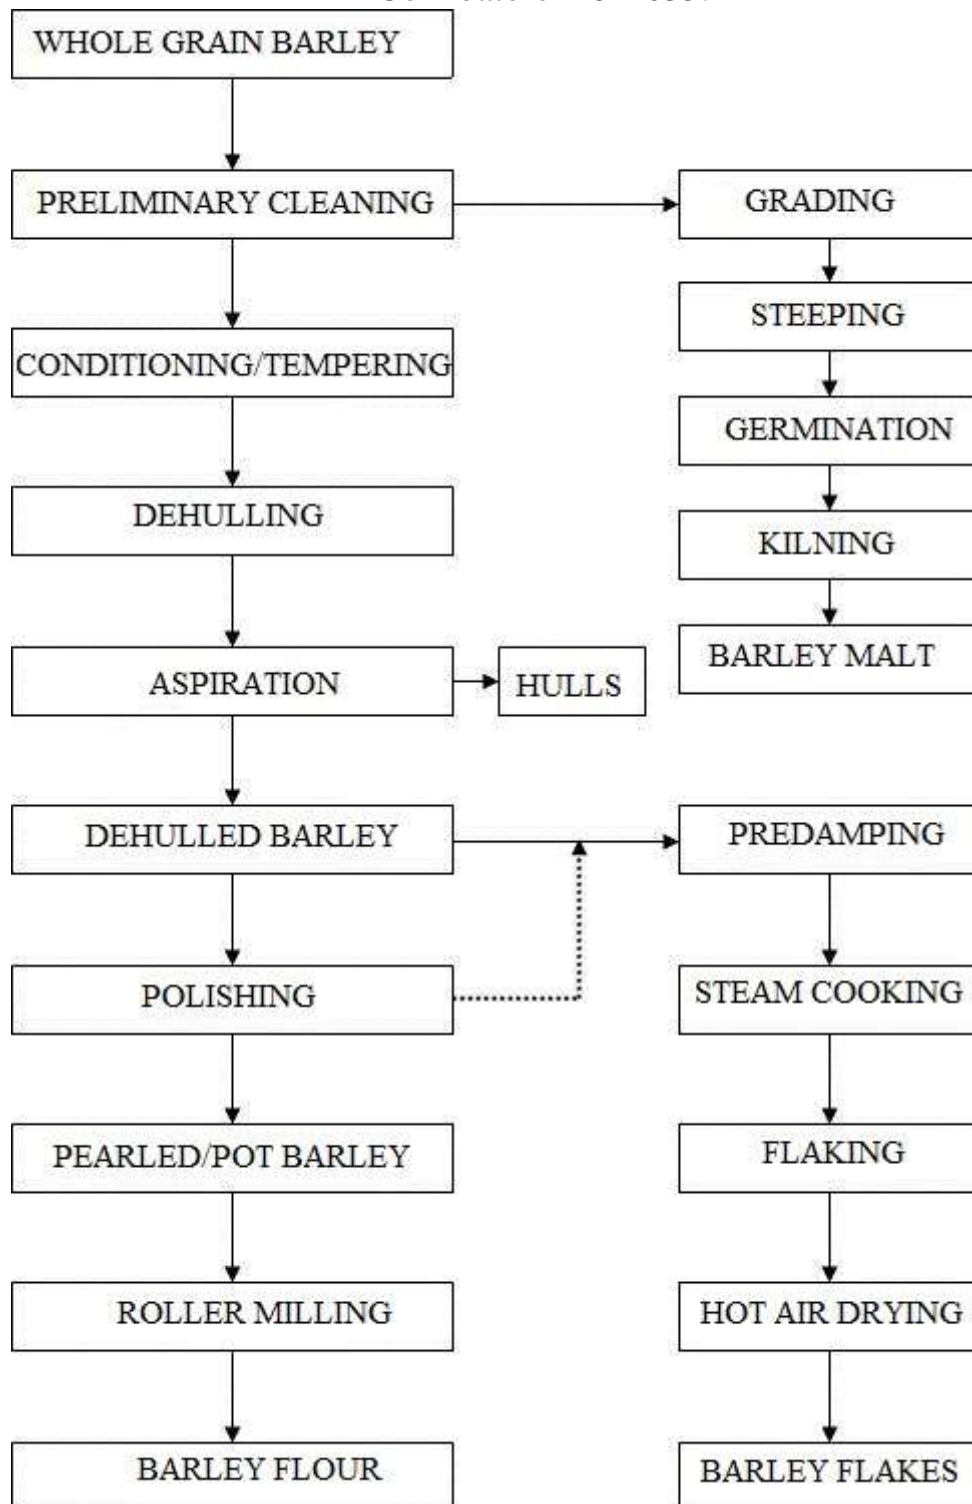 WHOLE GRAIN BARLEY
PRELIMINARY CLEANING
GRADING
STEEPING
CONDITIONING/TEMPERING
GERMINATION
DEHULLING
KILNING
BARLEY MALT
ASPIRATION
HULLS
DEHULLED BARLEY
PREDAMPING
POLISHING
STEAM COOKING
PEARLED/POT BARLEY
FLAKING
ROLLER MILLING
HOT AIR DRYING
BARLEY FLOUR
BARLEY FLAKES